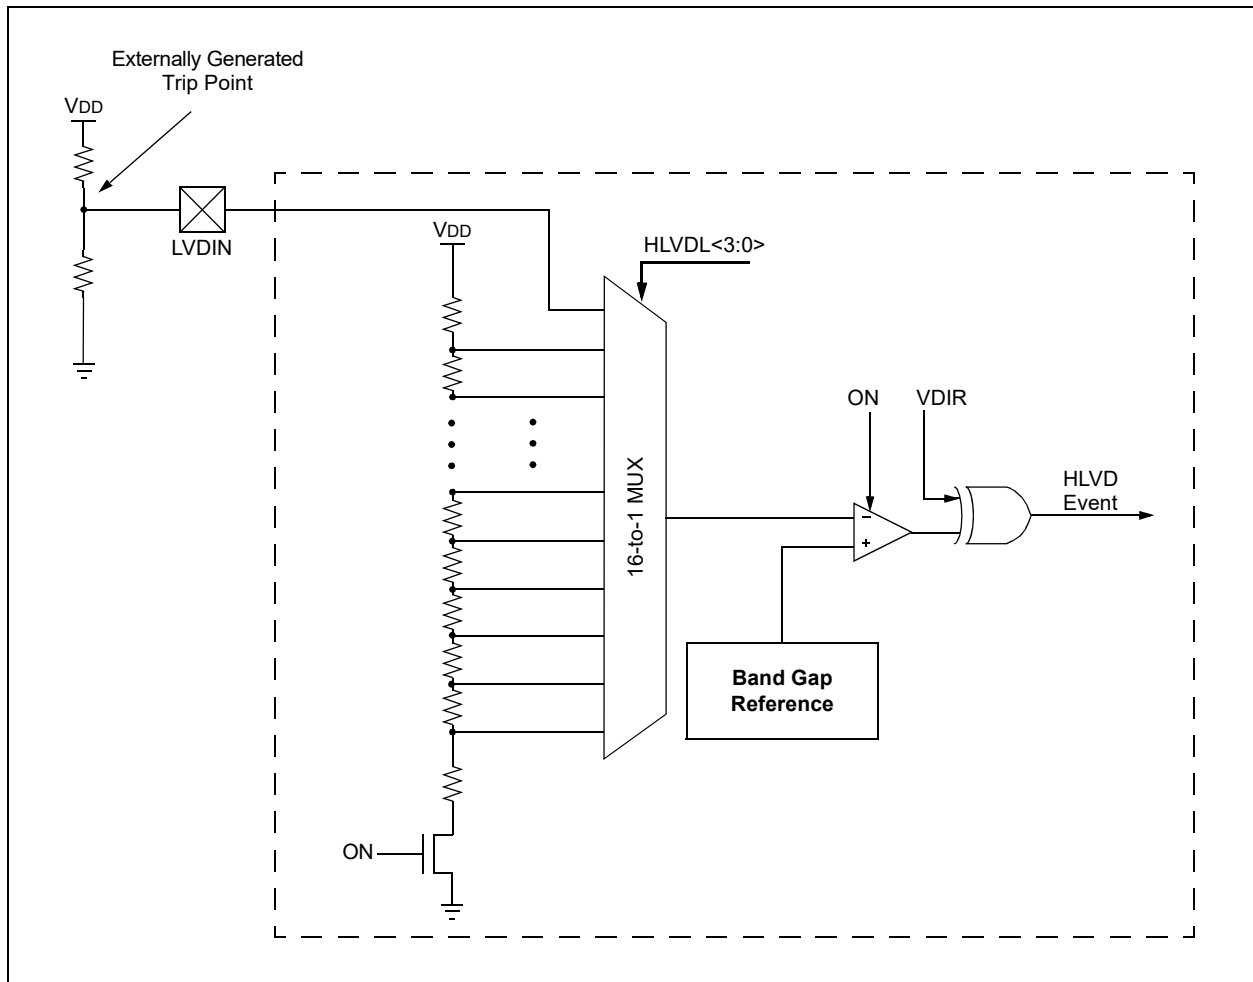 Externally Generated
Trip Point
VDD
LVDIN
VDD
HLVDL<3:0>
ON
VDIR
HLVD
Event
16-to-1 MUX
–
+
Band Gap
Reference
ON